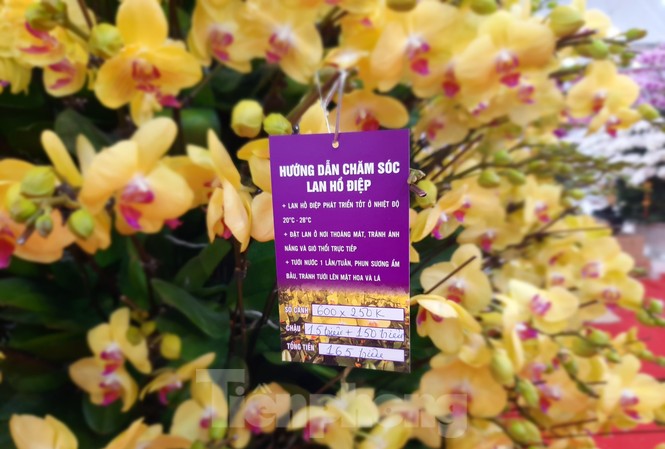 HƯỚNG DẪN CHĂM SÓC
LAN HỒ ĐIỆP
+ LAN HỒ ĐIỆP PHÁT TRIỂN TỐT Ở NHIỆT ĐỘ
20°C - 28°C
+ ĐẶT LAN Ở NƠI THOÁNG MÁT, TRÁNH ÁNH
NẮNG VÀ GIÓ THỔI TRỰC TIẾP
+ TƯỚI NƯỚC 1 LẦN/TUẦN, PHUN SƯƠNG ẨM
BẦU, TRÁNH TƯỚI LÊN MẶT HOA VÀ LÁ
SỐ CÀNH 600 x 250K
CHẬU 15 triệu + 150 triệu
TỔNG TIỀN 165 triệu
Tiền phong